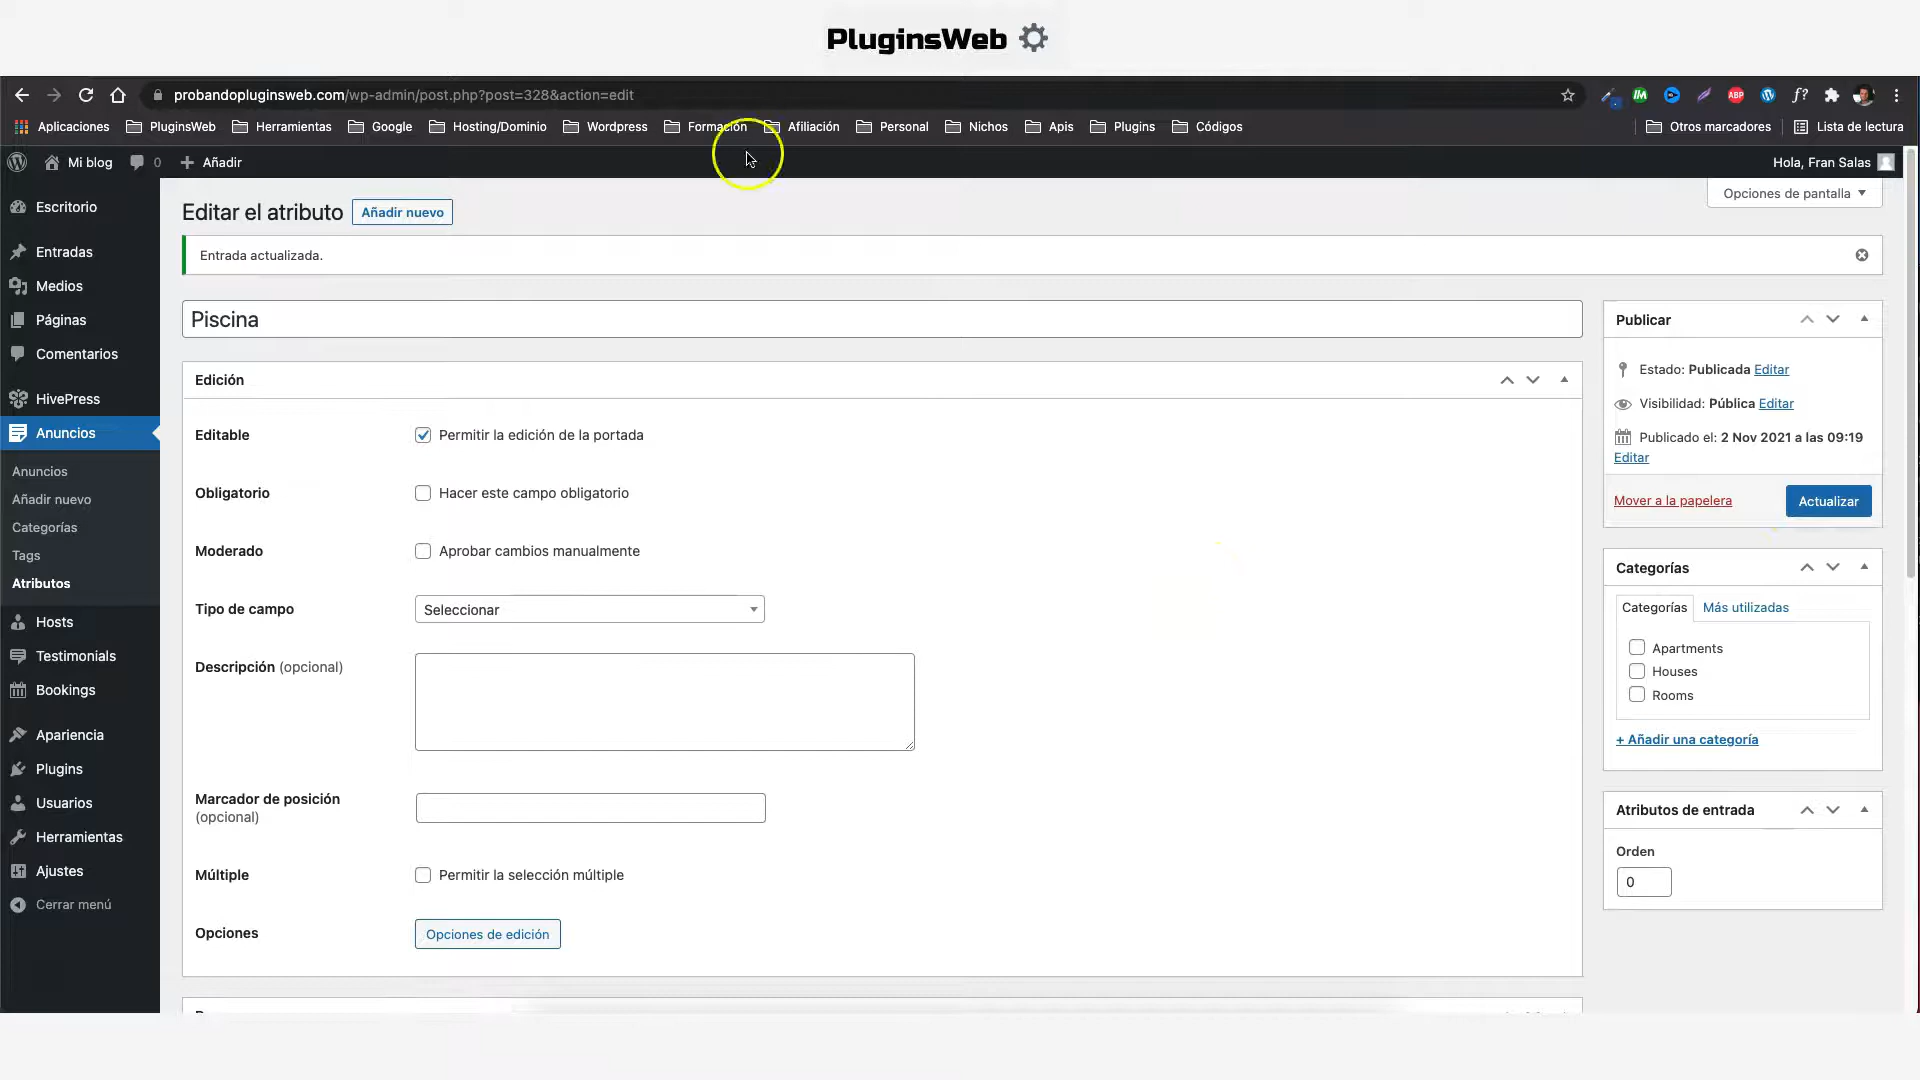 PluginsWeb
probandopluginsweb.com/wp-admin/post.php?post=328&action=edit
Aplicaciones PluginsWeb Herramientas Google Hosting/Dominio Wordpress Formación Afiliación Personal Nichos Apis Plugins Códigos Otros marcadores Lista de lectura
Mi blog 0 Añadir Hola, Fran Salas
Opciones de pantalla
Escritorio
Entradas
Medios
Páginas
Comentarios
HivePress
Anuncios
Anuncios
Añadir nuevo
Categorías
Tags
Atributos
Hosts
Testimonials
Bookings
Apariencia
Plugins
Usuarios
Herramientas
Ajustes
Cerrar menú
Editar el atributo Añadir nuevo
Entrada actualizada.
Piscina
Edición
Editable Permitir la edición de la portada
Obligatorio Hacer este campo obligatorio
Moderado Aprobar cambios manualmente
Tipo de campo Seleccionar
Descripción (opcional)
Marcador de posición
(opcional)
Múltiple Permitir la selección múltiple
Opciones Opciones de edición
Publicar
Estado: Publicada Editar
Visibilidad: Pública Editar
Publicado el: 2 Nov 2021 a las 09:19
Editar
Mover a la papelera Actualizar
Categorías
Categorías Más utilizadas
Apartments
Houses
Rooms
+ Añadir una categoría
Atributos de entrada
Orden
0